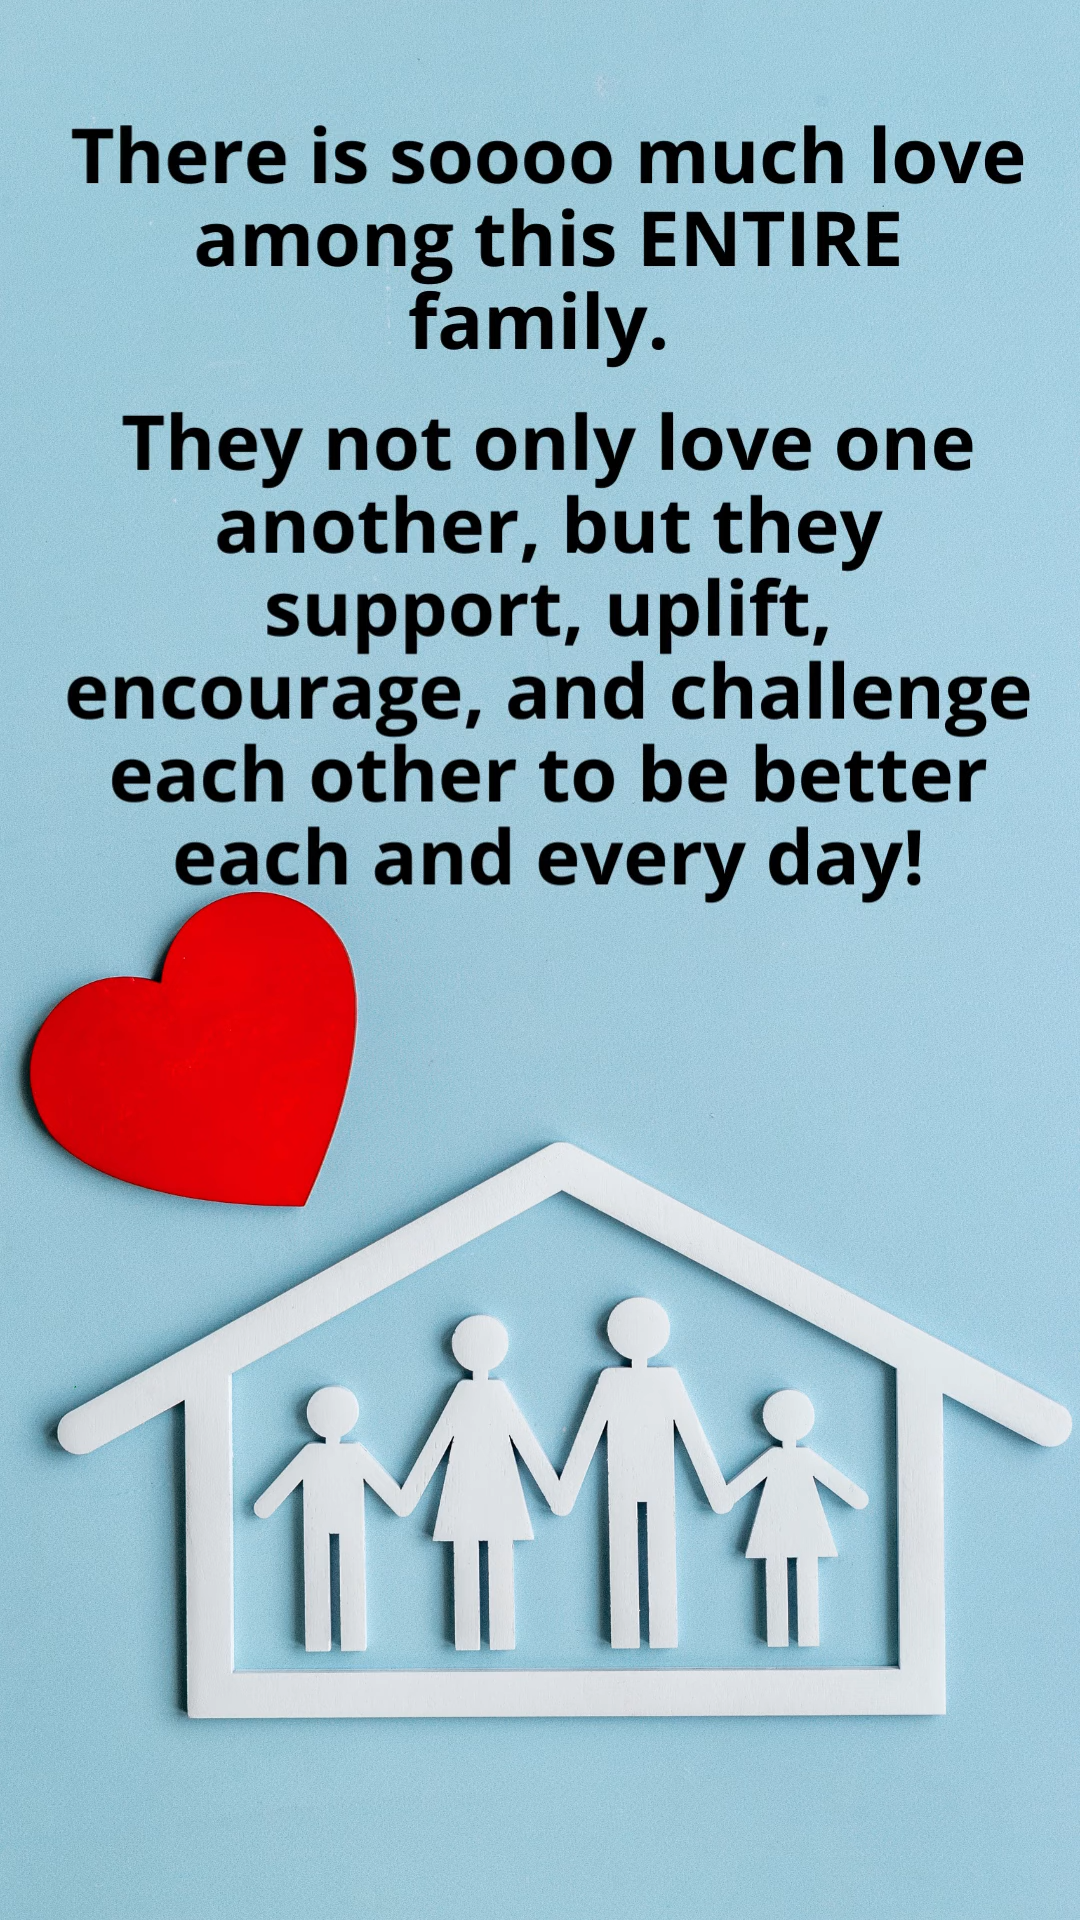 There is soooo much love
among this ENTIRE
family.
They not only love one
another, but they
support, uplift,
encourage, and challenge
each other to be better
each and every day!